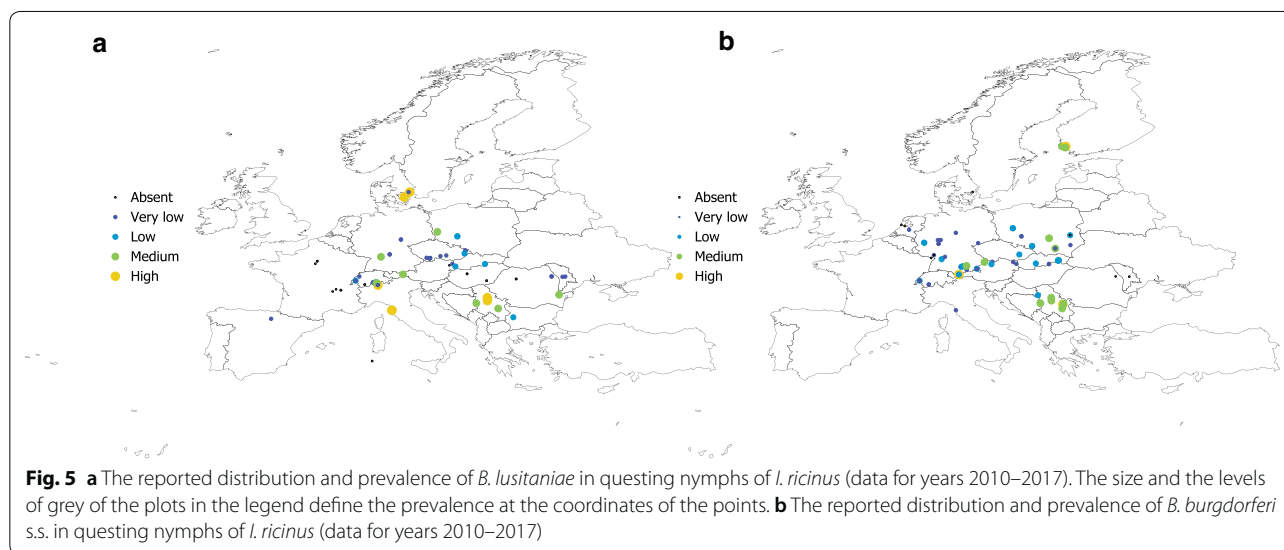 a
Absent
Very low
Low
Medium
High
b
Absent
Very low
Low
Medium
High
Fig. 5 a The reported distribution and prevalence of B. lusitaniae in questing nymphs of I. ricinus (data for years 2010–2017). The size and the levels
of grey of the plots in the legend define the prevalence at the coordinates of the points. b The reported distribution and prevalence of B. burgdorferi
s.s. in questing nymphs of I. ricinus (data for years 2010–2017)